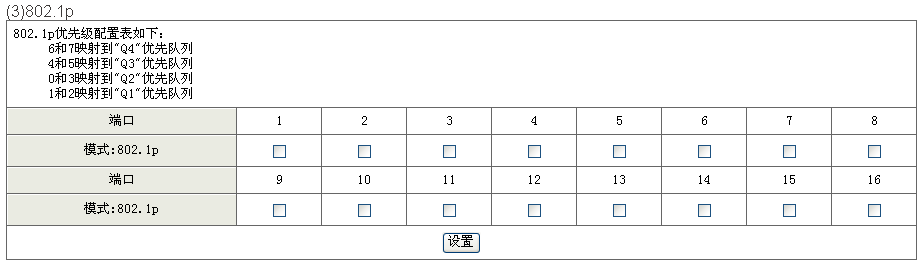 (3)802.1p
802.1p优先级配置表如下:
6和7映射到"Q4"优先队列
4和5映射到"Q3"优先队列
0和3映射到"Q2"优先队列
1和2映射到"Q1"优先队列
端口 1 2 3 4 5 6 7 8
模式:802.1p
端口 9 10 11 12 13 14 15 16
模式:802.1p
设置